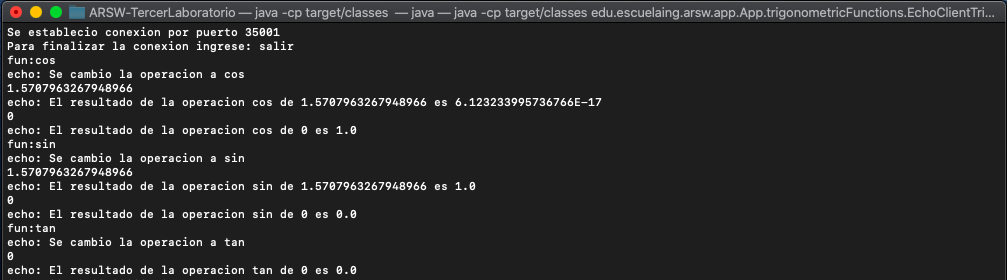 ARSW-TercerLaboratorio — java -cp target/classes — java — java -cp target/classes edu.escuelaing.arsw.app.App.trigonometricFunctions.EchoClientTri...
Se establecio conexion por puerto 35001
Para finalizar la conexion ingrese: salir
fun:cos
echo: Se cambio la operacion a cos
1.5707963267948966
echo: El resultado de la operacion cos de 1.5707963267948966 es 6.123233995736766E-17
0
echo: El resultado de la operacion cos de 0 es 1.0
fun:sin
echo: Se cambio la operacion a sin
1.5707963267948966
echo: El resultado de la operacion sin de 1.5707963267948966 es 1.0
0
echo: El resultado de la operacion sin de 0 es 0.0
fun:tan
echo: Se cambio la operacion a tan
0
echo: El resultado de la operacion tan de 0 es 0.0